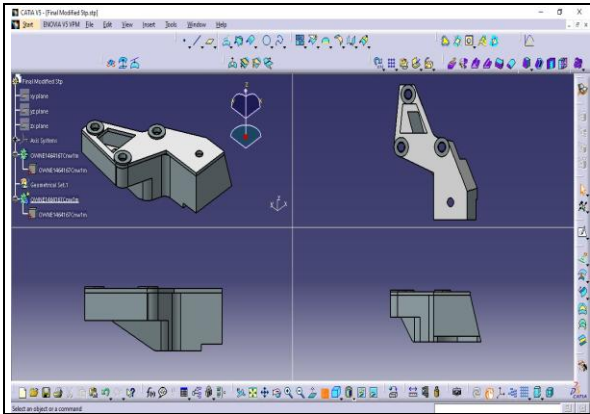 CATIA V5 - [Final Modified Stp.stp]
Start ENOVIA V5 VPM File Edit View Insert Tools Window Help
Final Modified Stp
xy plane
yz plane
zx plane
Axis Systems
Geometrical Set.1
z
z
x
CATIA
Select an object or a command